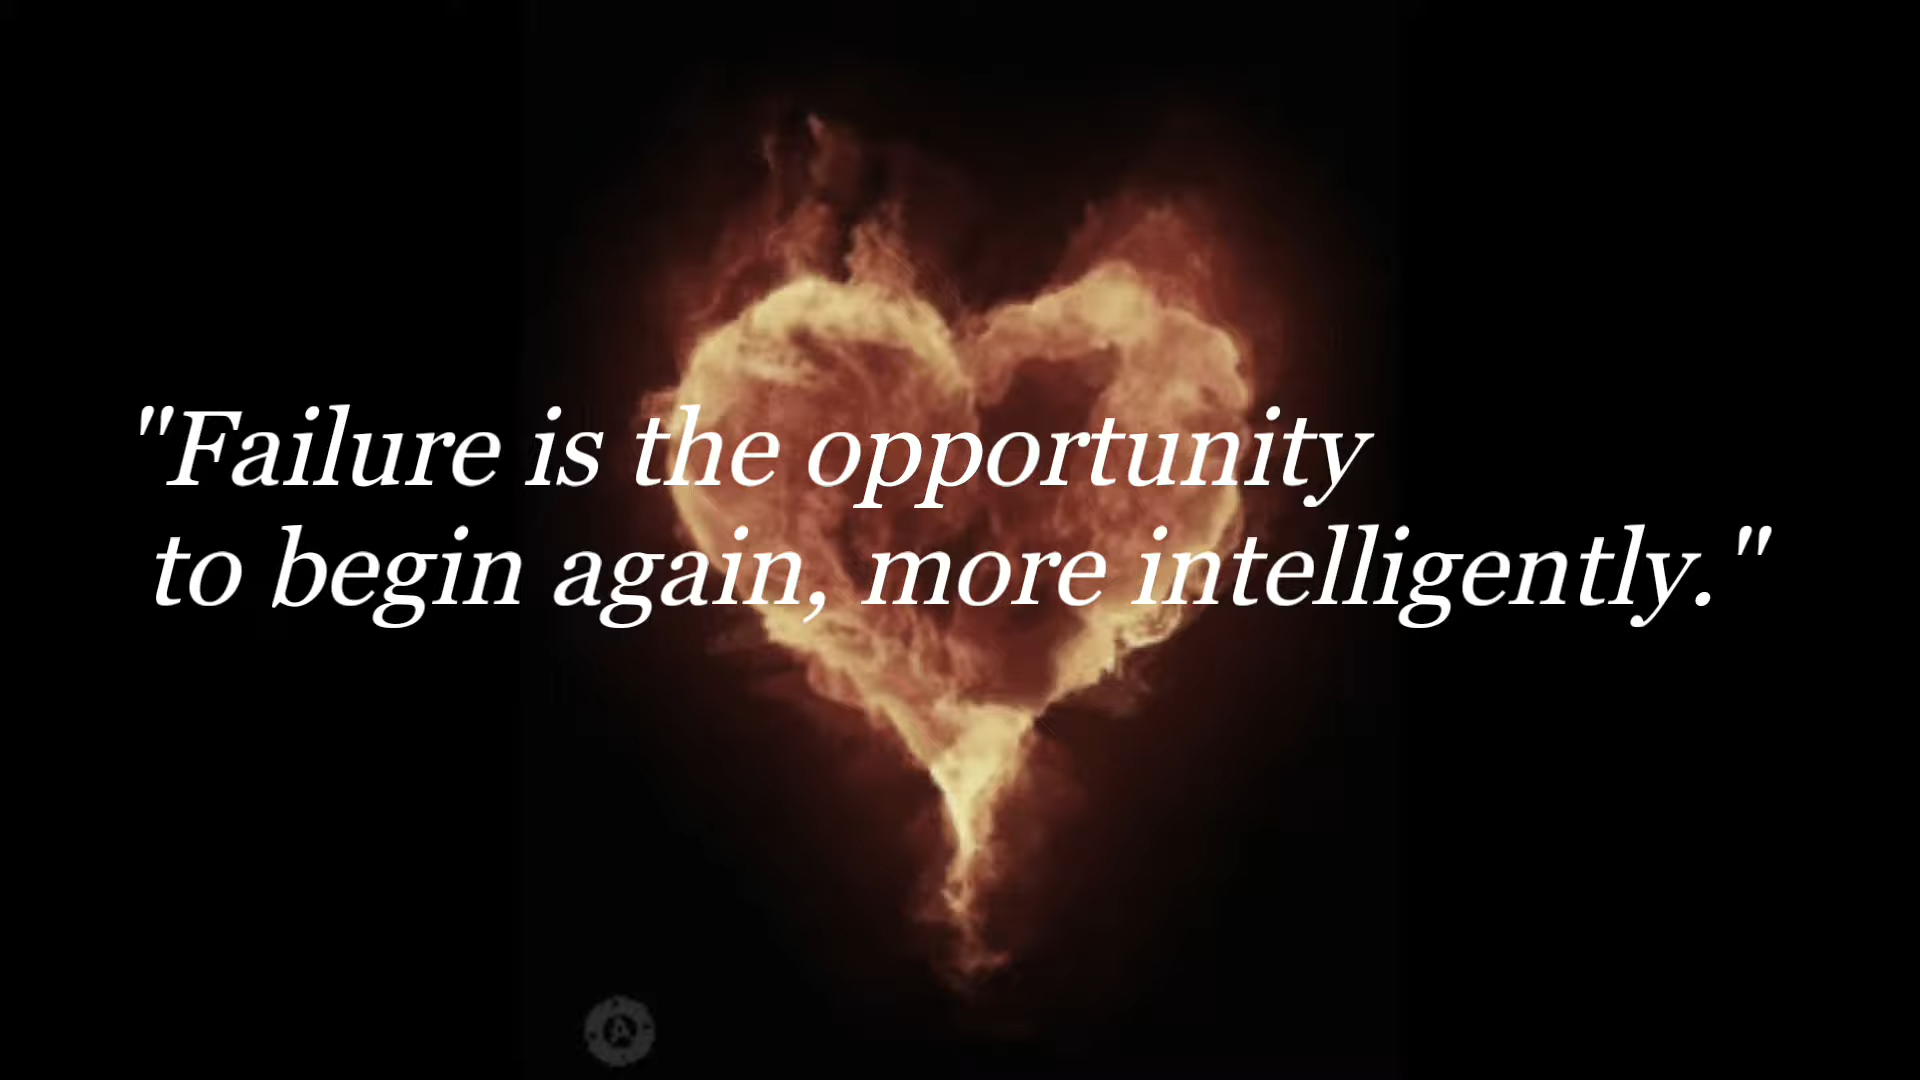 "Failure is the opportunity
to begin again, more intelligently."
A